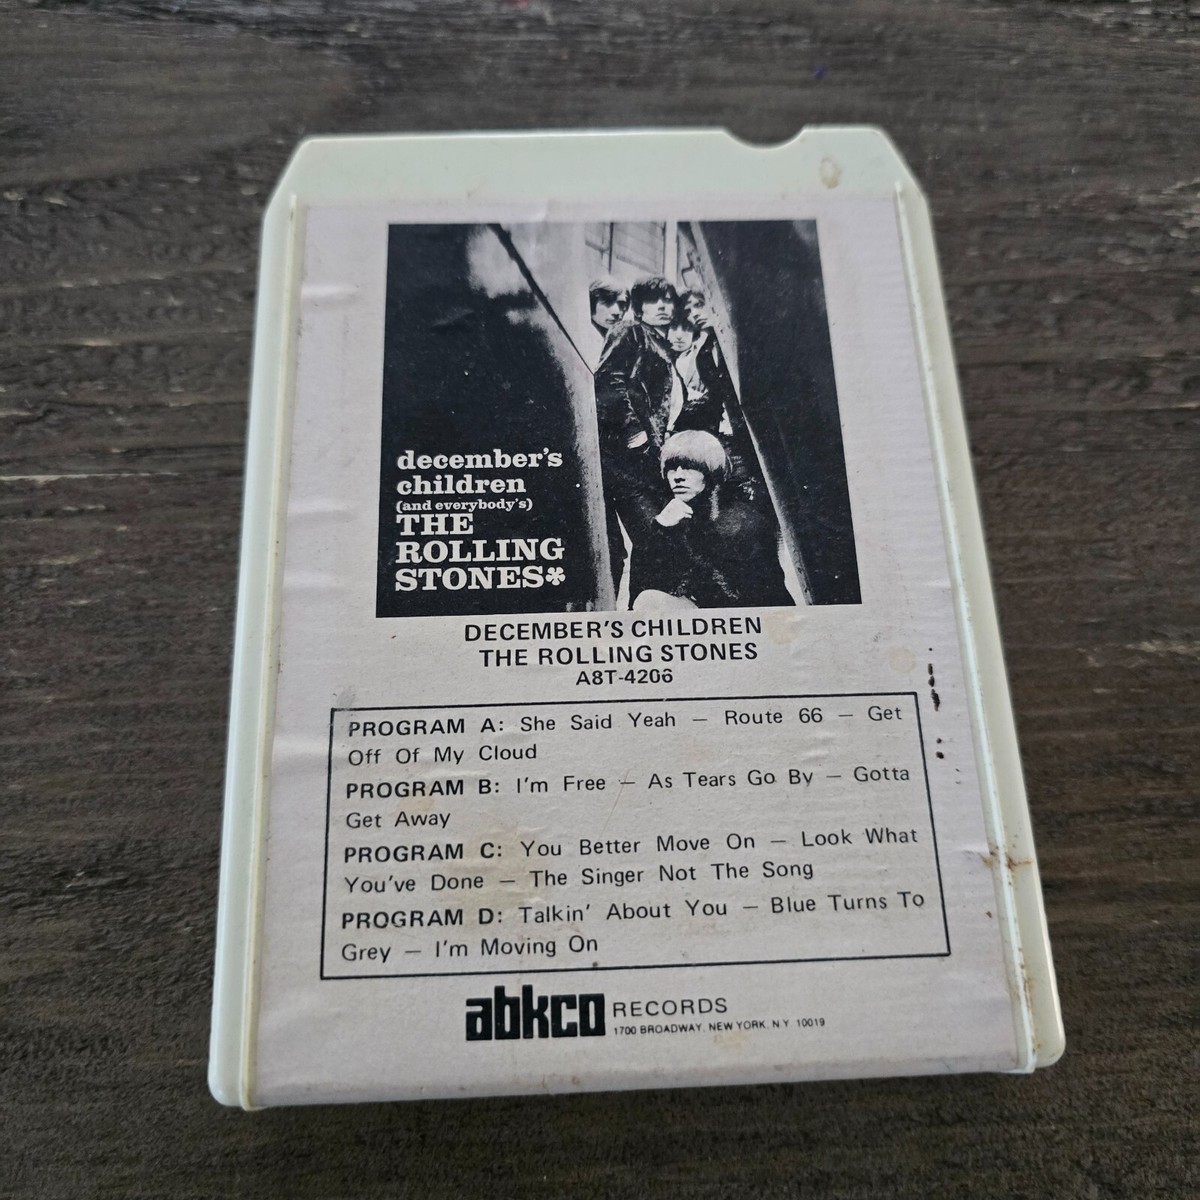 december's
children
(and everybody's)
THE
ROLLING
STONES*
DECEMBER'S CHILDREN
THE ROLLING STONES
A8T-4206
PROGRAM A: She Said Yeah — Route 66 — Get
Off Of My Cloud
PROGRAM B: I'm Free — As Tears Go By — Gotta
Get Away
PROGRAM C: You Better Move On — Look What
You've Done — The Singer Not The Song
PROGRAM D: Talkin' About You — Blue Turns To
Grey — I'm Moving On
abkco RECORDS
1700 BROADWAY, NEW YORK, N Y 10019